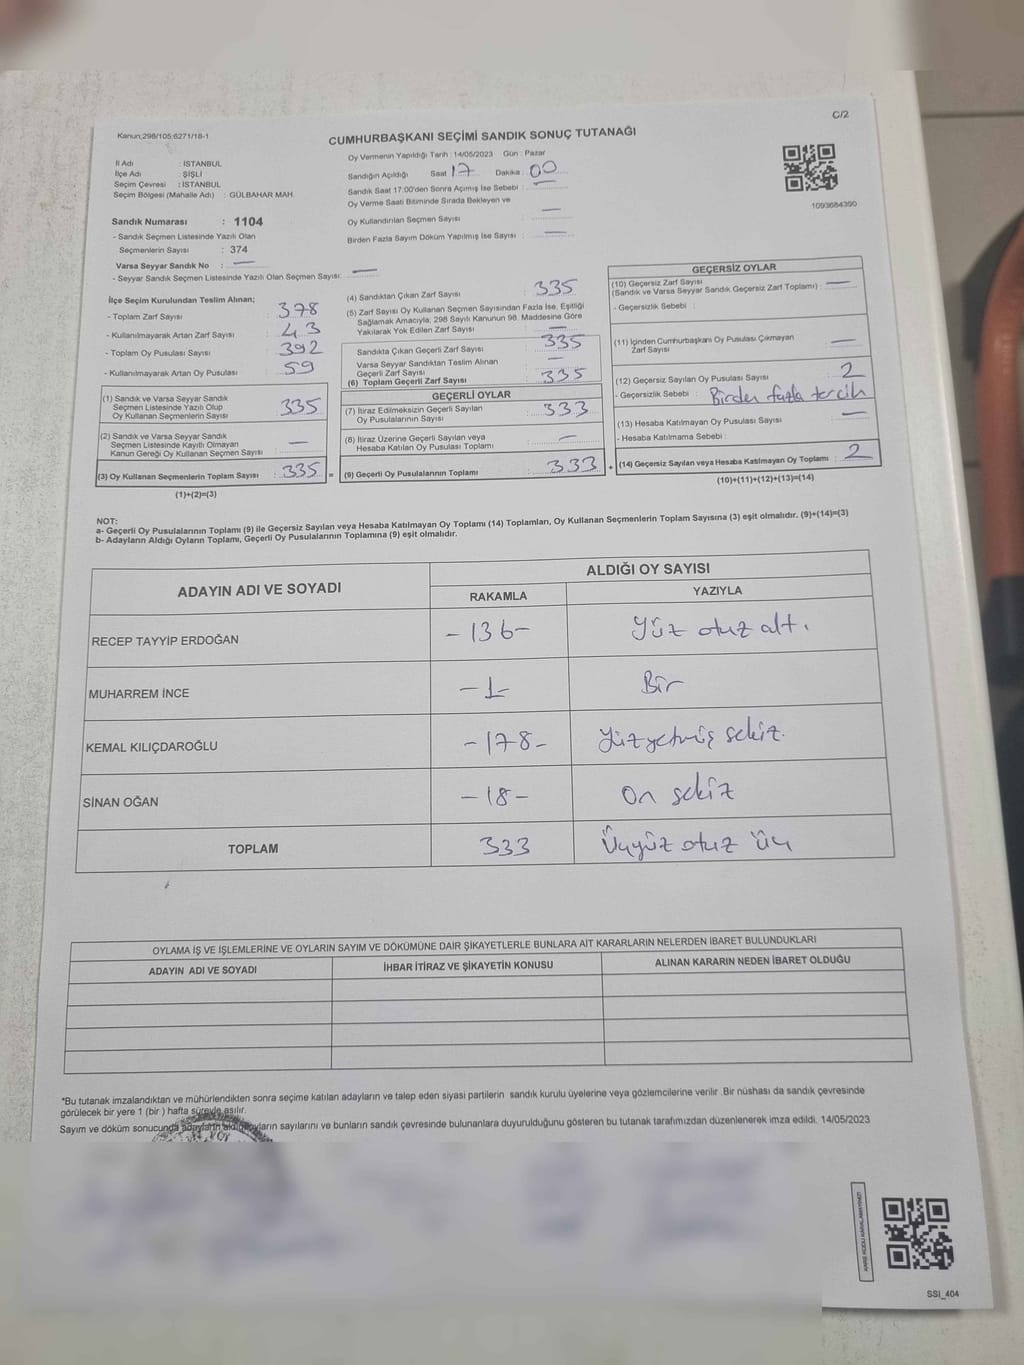 C/2
Kanun;298/105;6271/18-1
CUMHURBAŞKANI SEÇİMİ SANDIK SONUÇ TUTANAĞI
İl Adı : İSTANBUL
İlçe Adı : ŞİŞLİ
Seçim Çevresi : İSTANBUL
Seçim Bölgesi (Mahalle Adı) : GÜLBAHAR MAH.
Sandık Numarası : 1104
- Sandık Seçmen Listesinde Yazılı Olan
Seçmenlerin Sayısı : 374
Varsa Seyyar Sandık No : —
- Seyyar Sandık Seçmen Listesinde Yazılı Olan Seçmen Sayısı: —
Oy Vermenin Yapıldığı Tarih : 14/05/2023 Gün : Pazar
Sandığın Açıldığı Saat 17 Dakika : 00
Sandık Saat 17:00'den Sonra Açımış İse Sebebi : —
Oy Verme Saati Bitiminde Sırada Bekleyen ve
Oy Kullandırılan Seçmen Sayısı —
Birden Fazla Sayım Döküm Yapılmış İse Sayısı : —
1093684390
İlçe Seçim Kurulundan Teslim Alınan;
- Toplam Zarf Sayısı : 378
- Kullanılmayarak Artan Zarf Sayısı : 43
- Toplam Oy Pusulası Sayısı : 392
- Kullanılmayarak Artan Oy Pusulası : 59
(1) Sandık ve Varsa Seyyar Sandık
Seçmen Listesinde Yazılı Olup
Oy Kullanan Seçmenlerin Sayısı : 335
(2) Sandık ve Varsa Seyyar Sandık
Seçmen Listesinde Kayıtlı Olmayan
Kanun Gereği Oy Kullanan Seçmen Sayısı : —
(3) Oy Kullanan Seçmenlerin Toplam Sayısı : 335 =
(1)+(2)=(3)
(4) Sandıktan Çıkan Zarf Sayısı : 335
(5) Zarf Sayısı Oy Kullanan Seçmen Sayısından Fazla İse, Eşitliği
Sağlamak Amacıyla; 298 Sayılı Kanunun 98. Maddesine Göre
Yakılarak Yok Edilen Zarf Sayısı : —
Sandıkta Çıkan Geçerli Zarf Sayısı : 335
Varsa Seyyar Sandıktan Teslim Alınan
Geçerli Zarf Sayısı : —
(6) Toplam Geçerli Zarf Sayısı : 335
GEÇERLİ OYLAR
(7) İtiraz Edilmeksizin Geçerli Sayılan
Oy Pusulalarının Sayısı : 333
(8) İtiraz Üzerine Geçerli Sayılan veya
Hesaba Katılan Oy Pusulası Toplamı : —
(9) Geçerli Oy Pusulalarının Toplamı : 333 +
GEÇERSİZ OYLAR
(10) Geçersiz Zarf Sayısı
(Sandık ve Varsa Seyyar Sandık Geçersiz Zarf Toplamı) : —
- Geçersizlik Sebebi :
(11) İçinden Cumhurbaşkanı Oy Pusulası Çıkmayan
Zarf Sayısı —
(12) Geçersiz Sayılan Oy Pusulası Sayısı : 2
- Geçersizlik Sebebi : Birden fazla tercih
(13) Hesaba Katılmayan Oy Pusulası Sayısı : —
- Hesaba Katılmama Sebebi :
(14) Geçersiz Sayılan veya Hesaba Katılmayan Oy Toplamı : 2
(10)+(11)+(12)+(13)=(14)
NOT:
a- Geçerli Oy Pusulalarının Toplamı (9) ile Geçersiz Sayılan veya Hesaba Katılmayan Oy Toplamı (14) Toplamları, Oy Kullanan Seçmenlerin Toplam Sayısına (3) eşit olmalıdır. (9)+(14)=(3)
b- Adayların Aldığı Oyların Toplamı, Geçerli Oy Pusulalarının Toplamına (9) eşit olmalıdır.
ADAYIN ADI VE SOYADI ALDIĞI OY SAYISI
RAKAMLA YAZIYLA
RECEP TAYYİP ERDOĞAN -136- Yüz otuz altı
MUHARREM İNCE -1- Bir
KEMAL KILIÇDAROĞLU -178- Yüz yetmiş sekiz.
SİNAN OĞAN -18- On sekiz
TOPLAM 333 Üçyüz otuz üç
OYLAMA İŞ VE İŞLEMLERİNE VE OYLARIN SAYIM VE DÖKÜMÜNE DAİR ŞİKAYETLERLE BUNLARA AİT KARARLARIN NELERDEN İBARET BULUNDUKLARI
ADAYIN ADI VE SOYADI İHBAR İTİRAZ VE ŞİKAYETİN KONUSU ALINAN KARARIN NEDEN İBARET OLDUĞU
*Bu tutanak imzalandıktan ve mühürlendikten sonra seçime katılan adayların ve talep eden siyasi partilerin sandık kurulu üyelerine veya gözlemcilerine verilir. Bir nüshası da sandık çevresinde
görülecek bir yere 1 (bir ) hafta süreyle asılır.
Sayım ve döküm sonucunda adayların aldığı oyların sayılarını ve bunların sandık çevresinde bulunanlara duyurulduğunu gösteren bu tutanak tarafımızdan düzenlenerek imza edildi. 14/05/2023
KARE KODU KARALAMAYINIZ!
SSİ_404